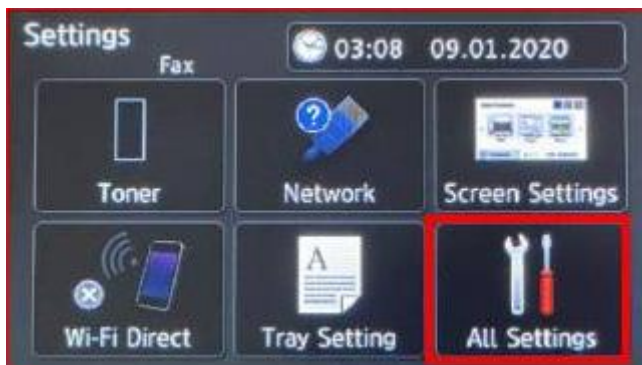 Settings
Fax
03:08 09.01.2020
Toner
Network
Screen Settings
Wi-Fi Direct
A
Tray Setting
All Settings